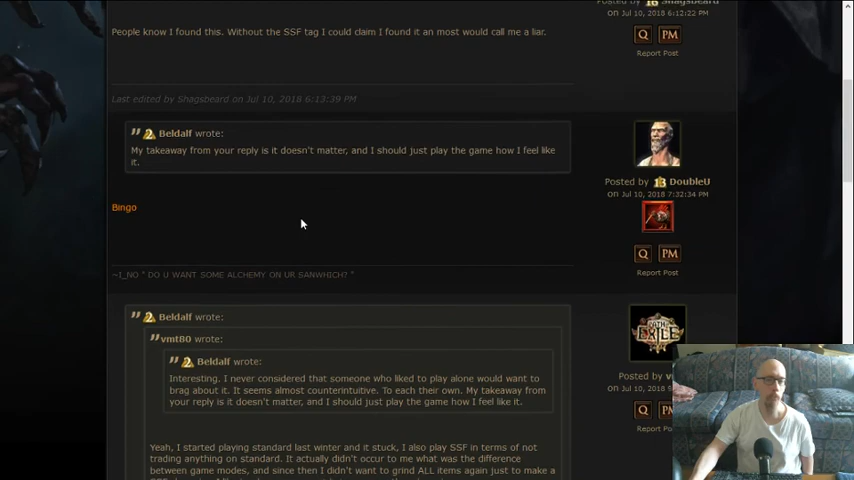 Posted by Shagsbeard
on Jul 10, 2018 6:12:22 PM
People know I found this. Without the SSF tag I could claim I found it an most would call me a liar.
Q PM
Report Post
Last edited by Shagsbeard on Jul 10, 2018 6:13:39 PM
Beldalf wrote:
My takeaway from your reply is it doesn't matter, and I should just play the game how I feel like
it.
Posted by DoubleU
on Jul 10, 2018 7:32:34 PM
Bingo
Q PM
Report Post
~I_NO " DO U WANT SOME ALCHEMY ON UR SANWHICH? "
Beldalf wrote:
vmt80 wrote:
Beldalf wrote:
Interesting, I never considered that someone who liked to play alone would want to
brag about it. It seems almost counterintuitive. To each their own. My takeaway from
your reply is it doesn't matter, and I should just play the game how I feel like it.
EXILE
Posted by
on Jul 10, 2018
Q
Report
Yeah, I started playing standard last winter and it stuck, I also play SSF in terms of not
trading anything on standard. It actually didn't occur to me what was the difference
between game modes, and since then I didn't want to grind ALL items again just to make a